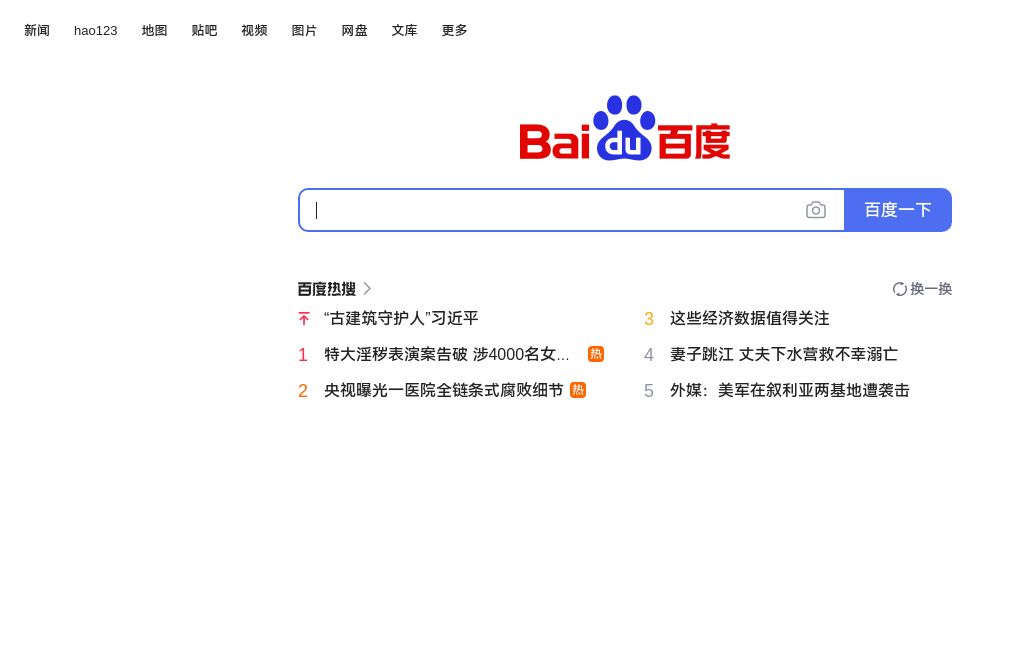 新闻 hao123 地图 贴吧 视频 图片 网盘 文库 更多
Bai du 百度
百度一下
百度热搜 换一换
“古建筑守护人”习近平
1 特大淫秽表演案告破 涉4000名女... 热
2 央视曝光一医院全链条式腐败细节 热
3 这些经济数据值得关注
4 妻子跳江 丈夫下水营救不幸溺亡
5 外媒：美军在叙利亚两基地遭袭击